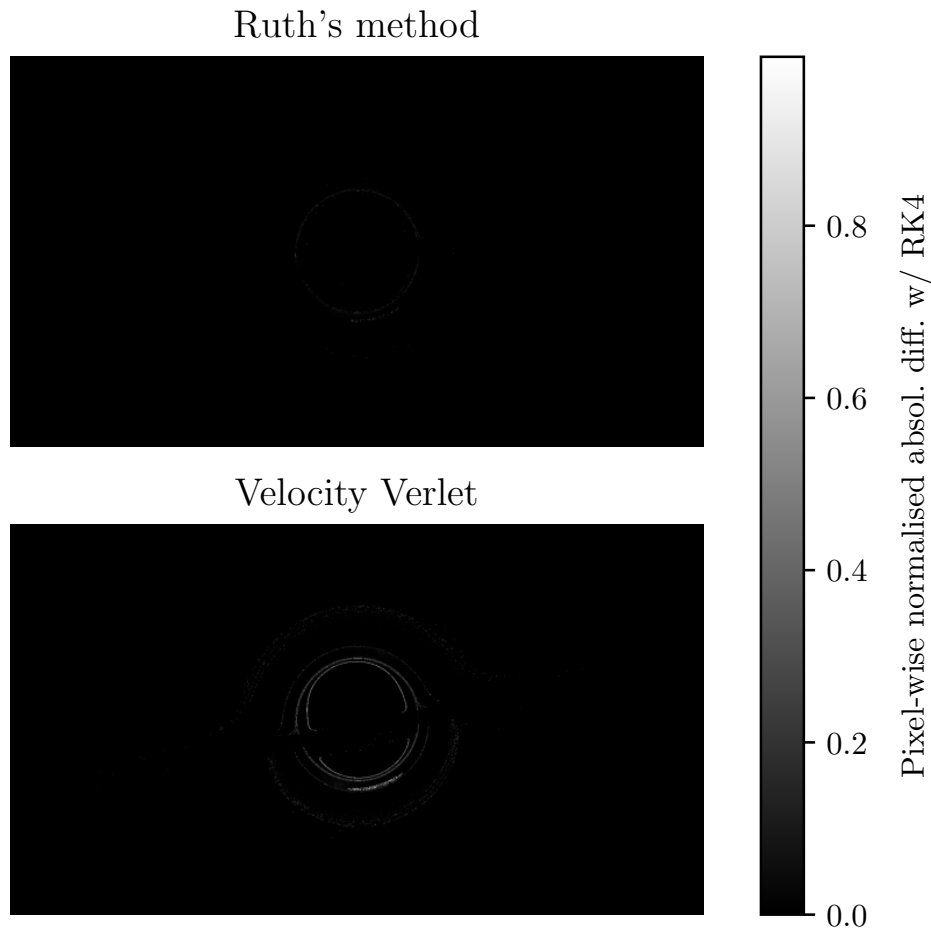 Ruth's method
Velocity Verlet
0.8
0.6
0.4
0.2
0.0
Pixel-wise normalised absol. diff. w/ RK4